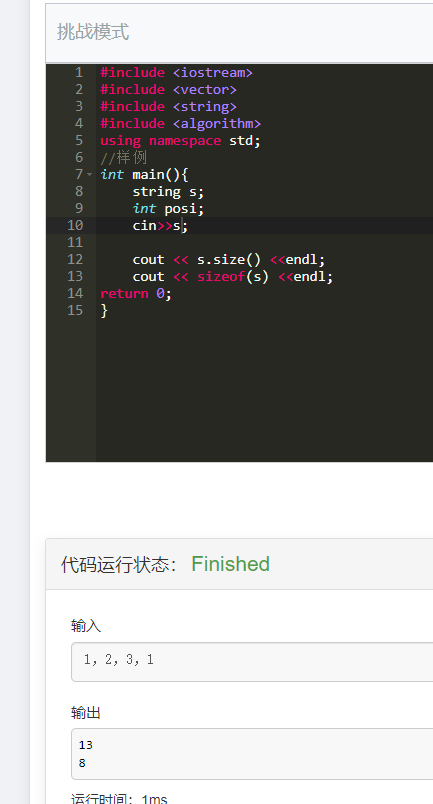 挑战模式
1 #include <iostream>
2 #include <vector>
3 #include <string>
4 #include <algorithm>
5 using namespace std;
6 //样例
7 int main(){
8     string s;
9     int posi;
10     cin>>s;
11
12     cout << s.size() <<endl;
13     cout << sizeof(s) <<endl;
14 return 0;
15 }
代码运行状态： Finished
输入
1，2，3，1
输出
13
8
运行时间：1ms